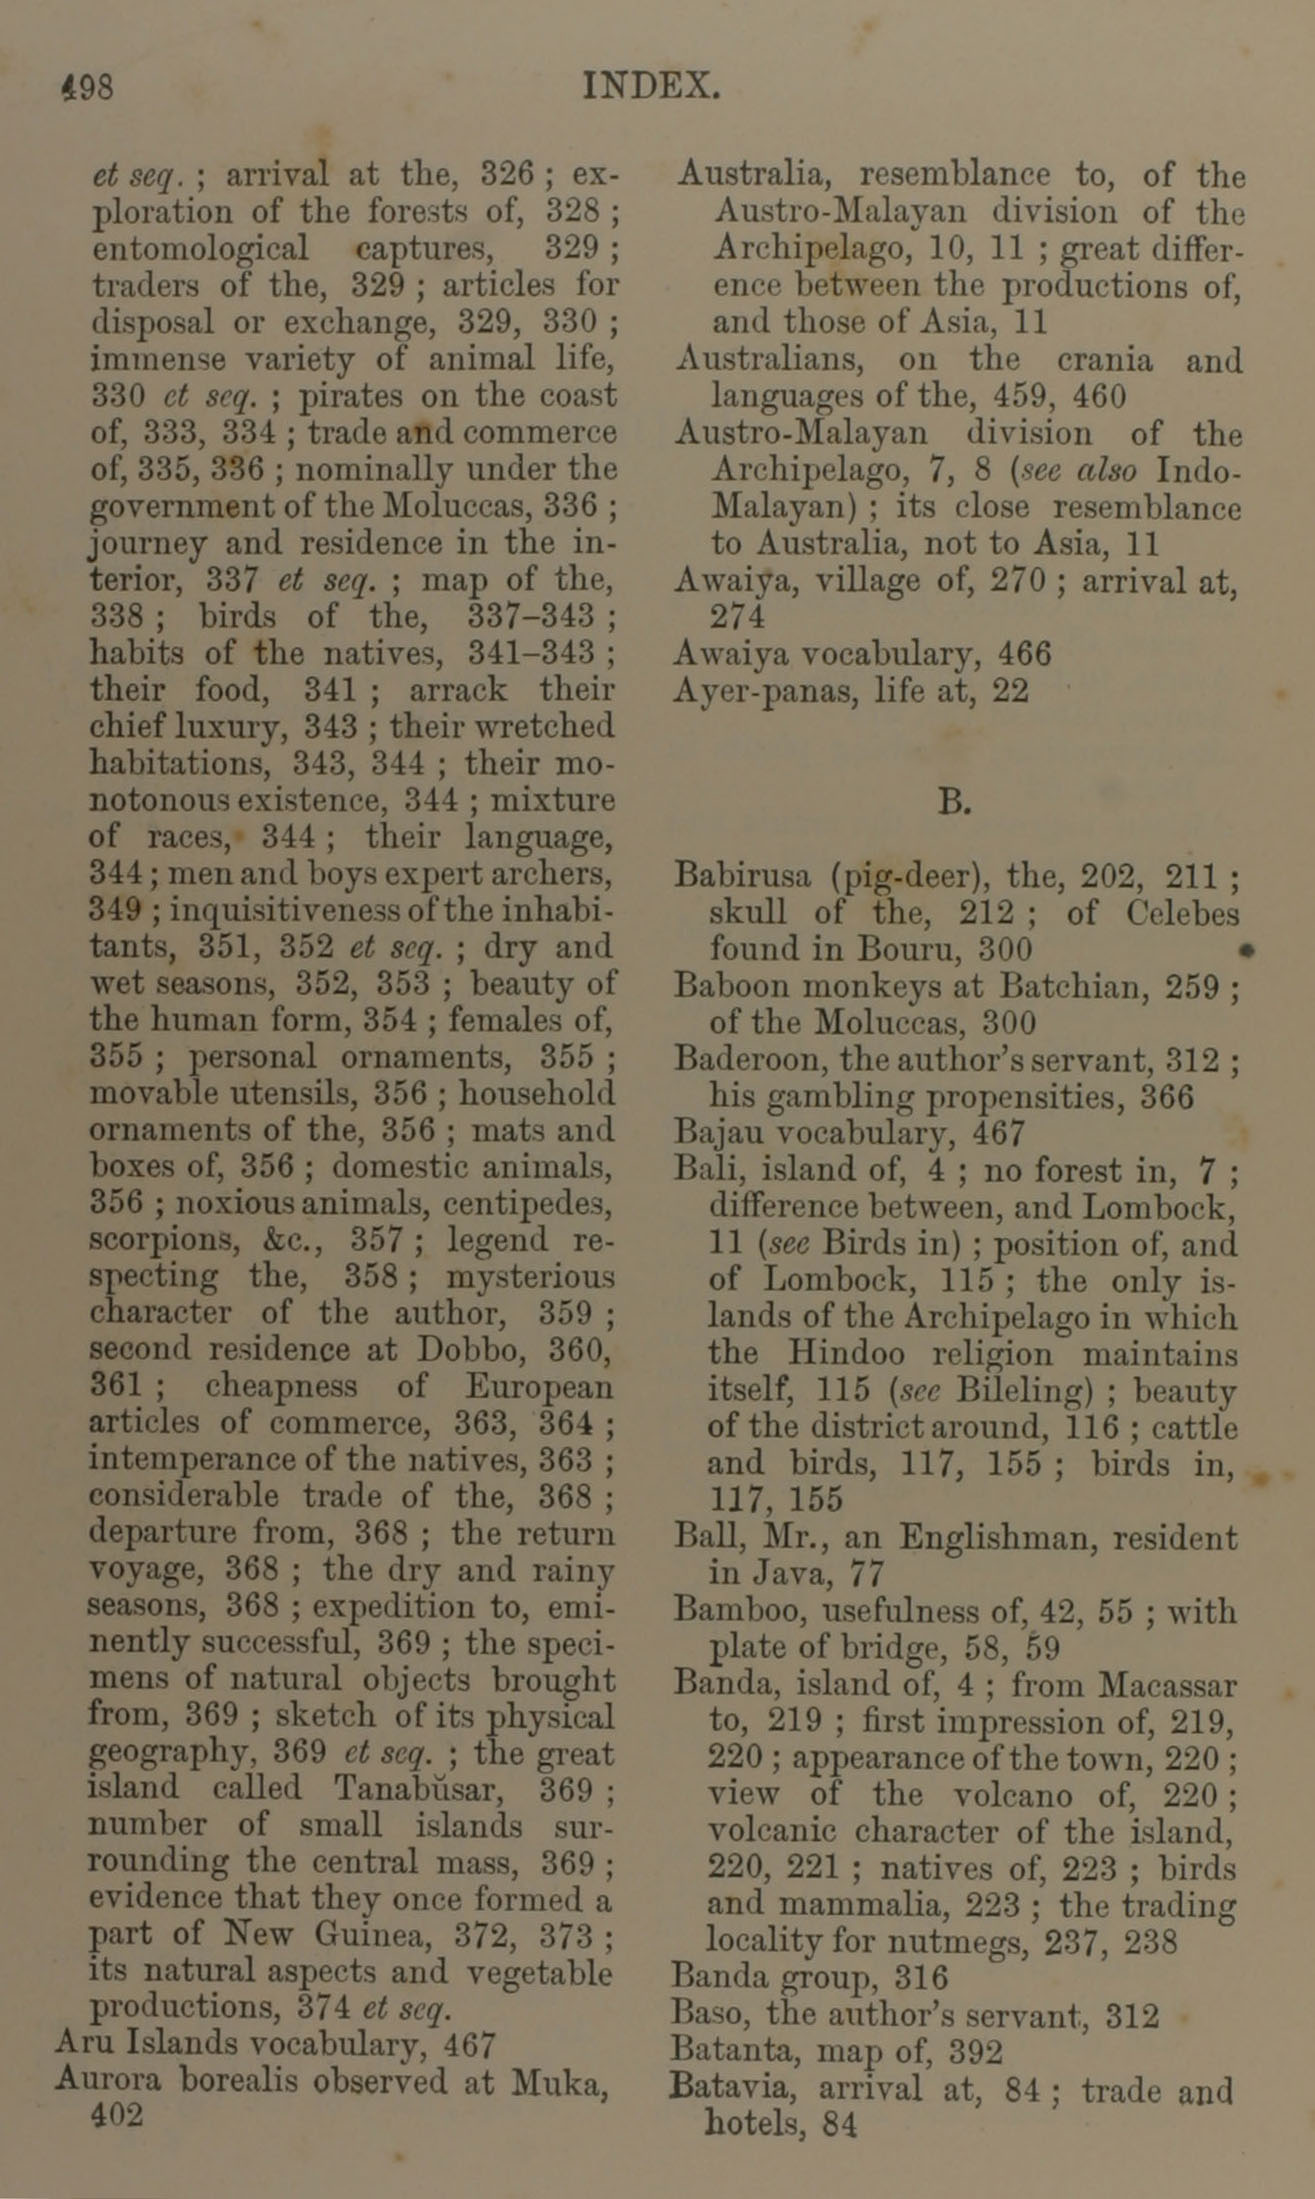 498
INDEX.
et seq. ; arrival at the, 326 ; ex-
ploration of the forests of, 328 ;
entomological captures, 329 ;
traders of the, 329 ; articles for
disposal or exchange, 329, 330 ;
immense variety of animal life,
330 et seq. ; pirates on the coast
of, 333, 334 ; trade and commerce
of, 335, 336 ; nominally under the
government of the Moluccas, 336 ;
journey and residence in the in-
terior, 337 et seq. ; map of the,
338 ; birds of the, 337–343 ;
habits of the natives, 341–343 ;
their food, 341 ; arrack their
chief luxury, 343 ; their wretched
habitations, 343, 344 ; their mo-
notonous existence, 344 ; mixture
of races, 344 ; their language,
344 ; men and boys expert archers,
349 ; inquisitiveness of the inhabi-
tants, 351, 352 et seq. ; dry and
wet seasons, 352, 353 ; beauty of
the human form, 354 ; females of,
355 ; personal ornaments, 355 ;
movable utensils, 356 ; household
ornaments of the, 356 ; mats and
boxes of, 356 ; domestic animals,
356 ; noxious animals, centipedes,
scorpions, &c., 357 ; legend re-
specting the, 358 ; mysterious
character of the author, 359 ;
second residence at Dobbo, 360,
361 ; cheapness of European
articles of commerce, 363, 364 ;
intemperance of the natives, 363 ;
considerable trade of the, 368 ;
departure from, 368 ; the return
voyage, 368 ; the dry and rainy
seasons, 368 ; expedition to, emi-
nently successful, 369 ; the speci-
mens of natural objects brought
from, 369 ; sketch of its physical
geography, 369 et seq. ; the great
island called Tanabŭsar, 369 ;
number of small islands sur-
rounding the central mass, 369 ;
evidence that they once formed a
part of New Guinea, 372, 373 ;
its natural aspects and vegetable
productions, 374 et seq.
Aru Islands vocabulary, 467
Aurora borealis observed at Muka,
402
Australia, resemblance to, of the
Austro-Malayan division of the
Archipelago, 10, 11 ; great differ-
ence between the productions of,
and those of Asia, 11
Australians, on the crania and
languages of the, 459, 460
Austro-Malayan division of the
Archipelago, 7, 8 (see also Indo-
Malayan) ; its close resemblance
to Australia, not to Asia, 11
Awaiya, village of, 270 ; arrival at,
274
Awaiya vocabulary, 466
Ayer-panas, life at, 22
B.
Babirusa (pig-deer), the, 202, 211 ;
skull of the, 212 ; of Celebes
found in Bouru, 300
Baboon monkeys at Batchian, 259 ;
of the Moluccas, 300
Baderoon, the author's servant, 312 ;
his gambling propensities, 366
Bajau vocabulary, 467
Bali, island of, 4 ; no forest in, 7 ;
difference between, and Lombock,
11 (see Birds in) ; position of, and
of Lombock, 115 ; the only is-
lands of the Archipelago in which
the Hindoo religion maintains
itself, 115 (see Bileling) ; beauty
of the district around, 116 ; cattle
and birds, 117, 155 ; birds in,
117, 155
Ball, Mr., an Englishman, resident
in Java, 77
Bamboo, usefulness of, 42, 55 ; with
plate of bridge, 58, 59
Banda, island of, 4 ; from Macassar
to, 219 ; first impression of, 219,
220 ; appearance of the town, 220 ;
view of the volcano of, 220 ;
volcanic character of the island,
220, 221 ; natives of, 223 ; birds
and mammalia, 223 ; the trading
locality for nutmegs, 237, 238
Banda group, 316
Baso, the author's servant, 312
Batanta, map of, 392
Batavia, arrival at, 84 ; trade and
hotels, 84